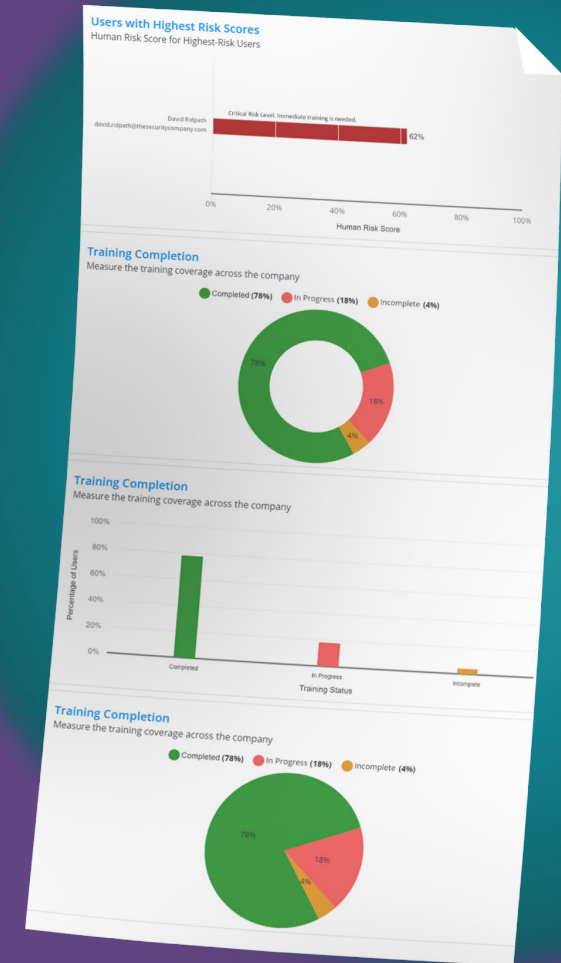 Users with Highest Risk Scores
Human Risk Score for Highest-Risk Users
Critical Risk Level. Immediate training is needed.
David Ridpath
david.ridpath@thesecuritycompany.com
62%
0% 20% 40% 60% 80% 100%
Human Risk Score
Training Completion
Measure the training coverage across the company
Completed (78%) In Progress (18%) Incomplete (4%)
78%
18%
4%
Training Completion
Measure the training coverage across the company
100%
80%
60%
40%
20%
0%
Percentage of Users
Completed In Progress Incomplete
Training Status
Training Completion
Measure the training coverage across the company
Completed (78%) In Progress (18%) Incomplete (4%)
78%
18%
4%